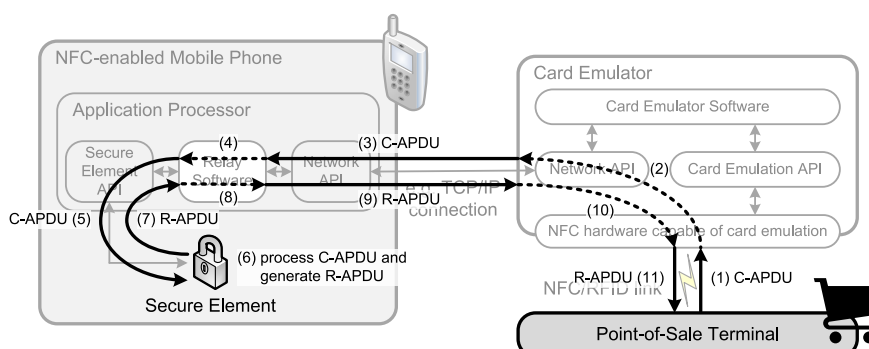 NFC-enabled Mobile Phone
Application Processor
Secure
Element
API
Relay
Software
Network
API
(4)
(3) C-APDU
(8)
(9) R-APDU
e.g. TCP/IP
connection
C-APDU (5)
(7) R-APDU
(6) process C-APDU and
generate R-APDU
Secure Element
Card Emulator
Card Emulator Software
Network API
(2)
Card Emulation API
(10)
NFC hardware capable of card emulation
R-APDU (11)
(1) C-APDU
NFC/RFID link
Point-of-Sale Terminal